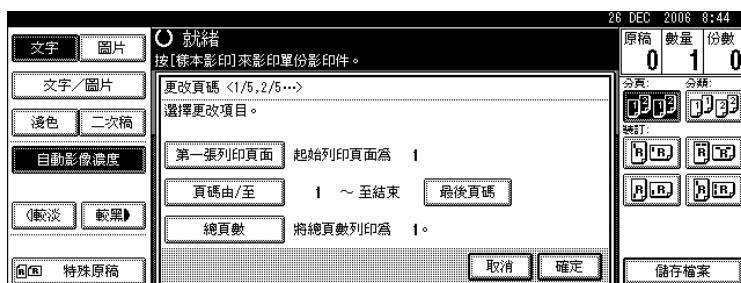 26 DEC 2006 8:44
文字 圖片
就緒
按[樣本影印]來影印單份影印件。
原稿 數量 份數
0 1 0
文字／圖片
淺色 二次稿
自動影像濃度
較淡 較黑
特殊原稿
更改頁碼 <1/5,2/5…>
選擇更改項目。
第一張列印頁面 起始列印頁面為 1
頁碼由/至 1 ～至結束 最後頁碼
總頁數 將總頁數列印為 1。
取消 確定
分頁: 分類:
裝訂:
儲存檔案